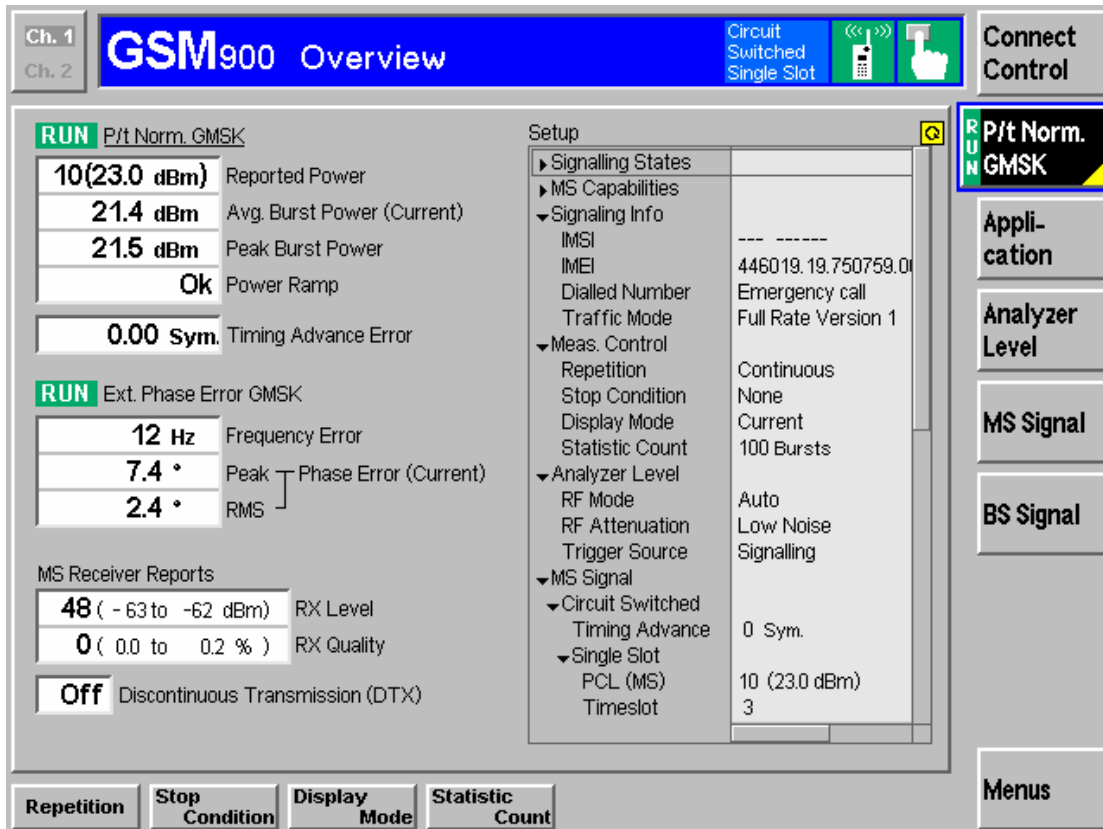 Ch. 1
Ch. 2
GSM900 Overview
Circuit
Switched
Single Slot
Connect
Control
RUN P/t Norm. GMSK
10(23.0 dBm) Reported Power
21.4 dBm Avg. Burst Power (Current)
21.5 dBm Peak Burst Power
Ok Power Ramp
0.00 Sym. Timing Advance Error
RUN Ext. Phase Error GMSK
12 Hz Frequency Error
7.4 ° Peak Phase Error (Current)
2.4 ° RMS
MS Receiver Reports
48 ( - 63 to -62 dBm) RX Level
0 ( 0.0 to 0.2 % ) RX Quality
Off Discontinuous Transmission (DTX)
Setup
Signalling States
MS Capabilities
Signaling Info
IMSI --- ------
IMEI 446019.19.750759.0
Dialled Number Emergency call
Traffic Mode Full Rate Version 1
Meas. Control
Repetition Continuous
Stop Condition None
Display Mode Current
Statistic Count 100 Bursts
Analyzer Level
RF Mode Auto
RF Attenuation Low Noise
Trigger Source Signalling
MS Signal
Circuit Switched
Timing Advance 0 Sym.
Single Slot
PCL (MS) 10 (23.0 dBm)
Timeslot 3
RUN P/t Norm.
GMSK
Appli-
cation
Analyzer
Level
MS Signal
BS Signal
Menus
Repetition
Stop
Condition
Display
Mode
Statistic
Count